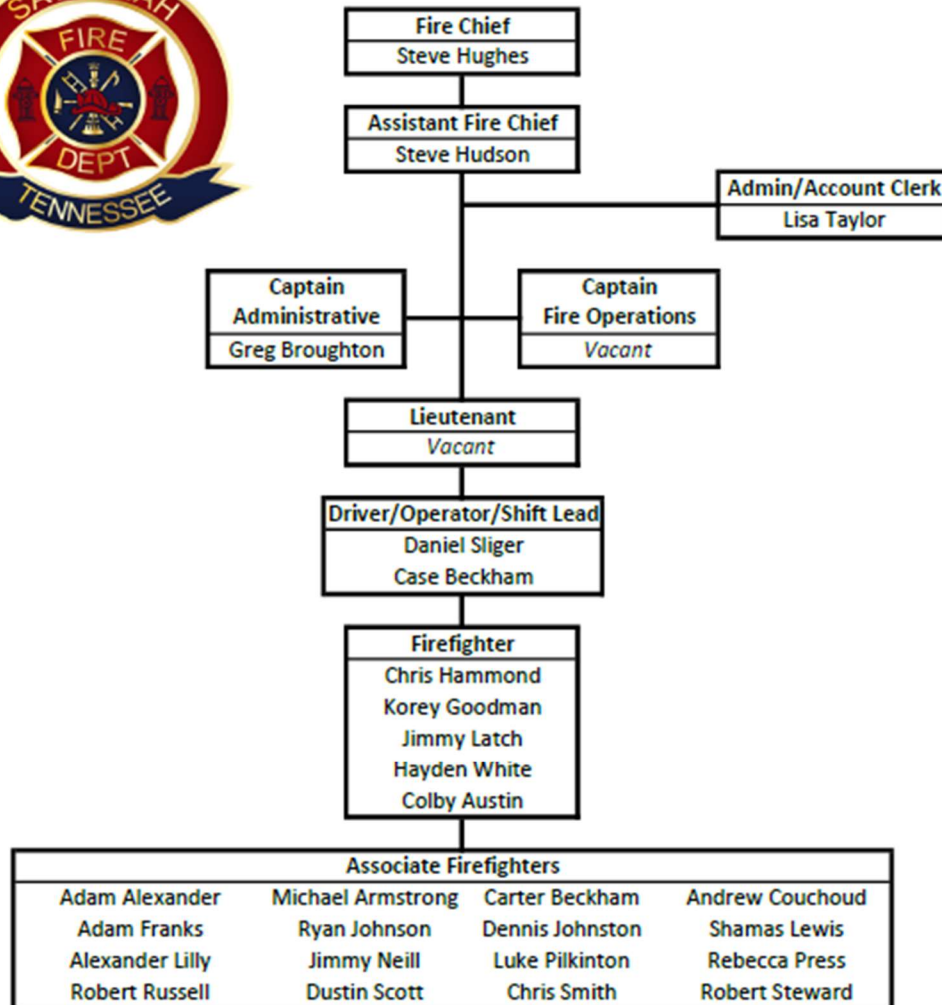 FIRE
DEPT
TENNESSEE
Fire Chief
Steve Hughes
Assistant Fire Chief
Steve Hudson
Admin/Account Clerk
Lisa Taylor
Captain
Administrative
Greg Broughton
Captain
Fire Operations
Vacant
Lieutenant
Vacant
Driver/Operator/Shift Lead
Daniel Sliger
Case Beckham
Firefighter
Chris Hammond
Korey Goodman
Jimmy Latch
Hayden White
Colby Austin
Associate Firefighters
Adam Alexander Michael Armstrong Carter Beckham Andrew Couchoud
Adam Franks Ryan Johnson Dennis Johnston Shamas Lewis
Alexander Lilly Jimmy Neill Luke Pilkinton Rebecca Press
Robert Russell Dustin Scott Chris Smith Robert Steward